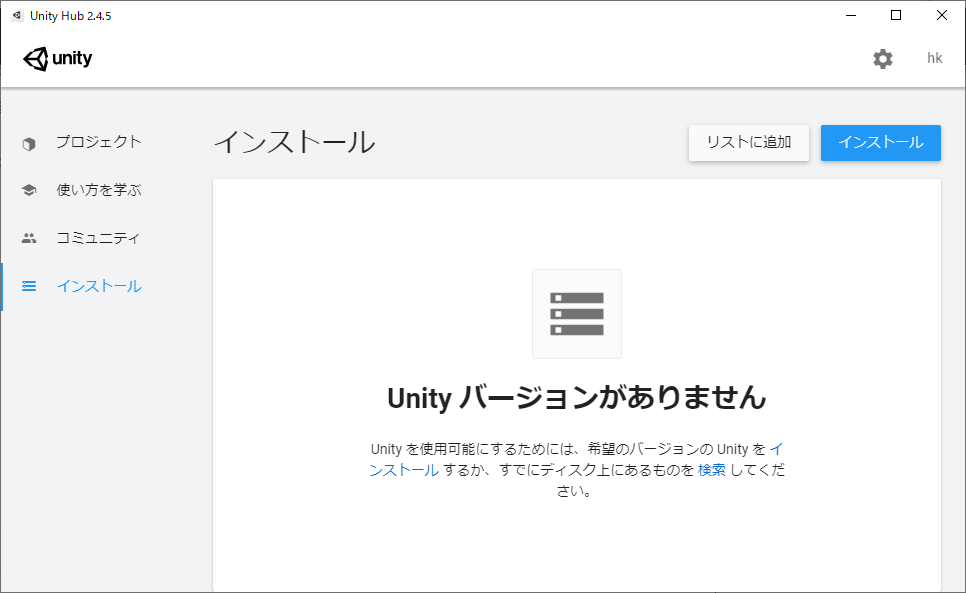 Unity Hub 2.4.5
unity
hk
プロジェクト
使い方を学ぶ
コミュニティ
インストール
インストール
リストに追加
インストール
Unity バージョンがありません
Unity を使用可能にするためには、希望のバージョンの Unity を イ
ンストール するか、すでにディスク上にあるものを 検索 してくだ
さい。